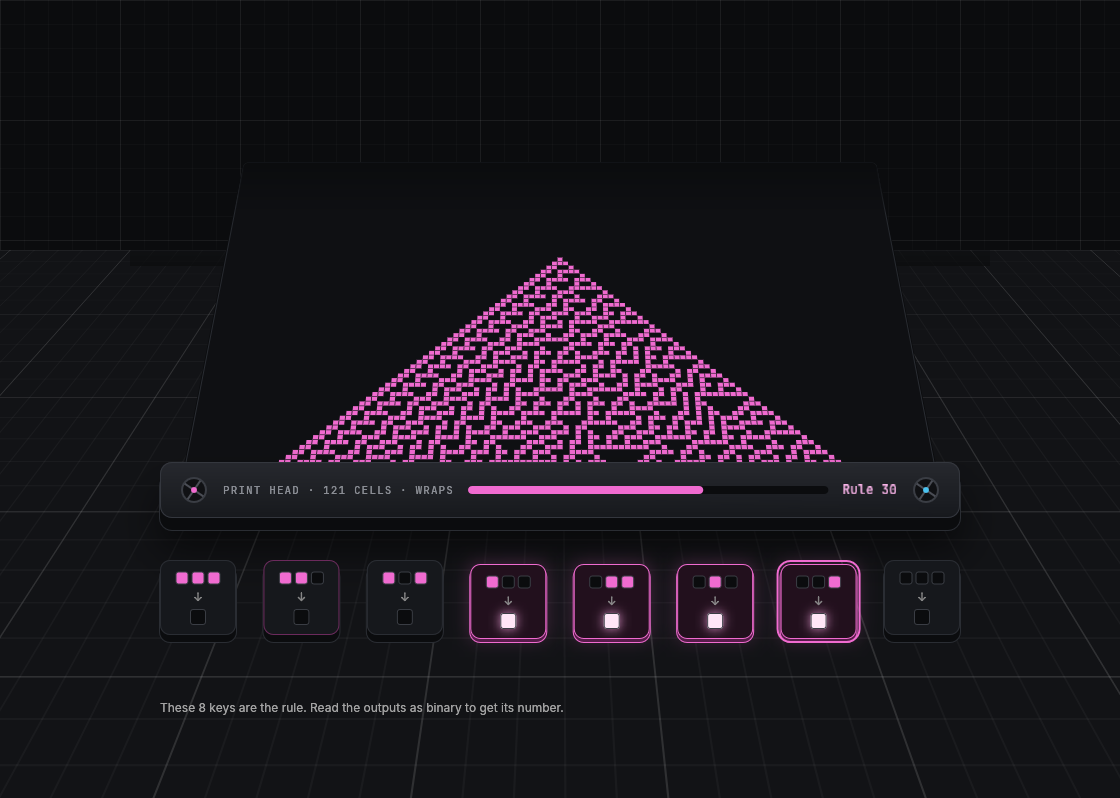 PRINT HEAD · 121 CELLS · WRAPS
Rule 30
These 8 keys are the rule. Read the outputs as binary to get its number.